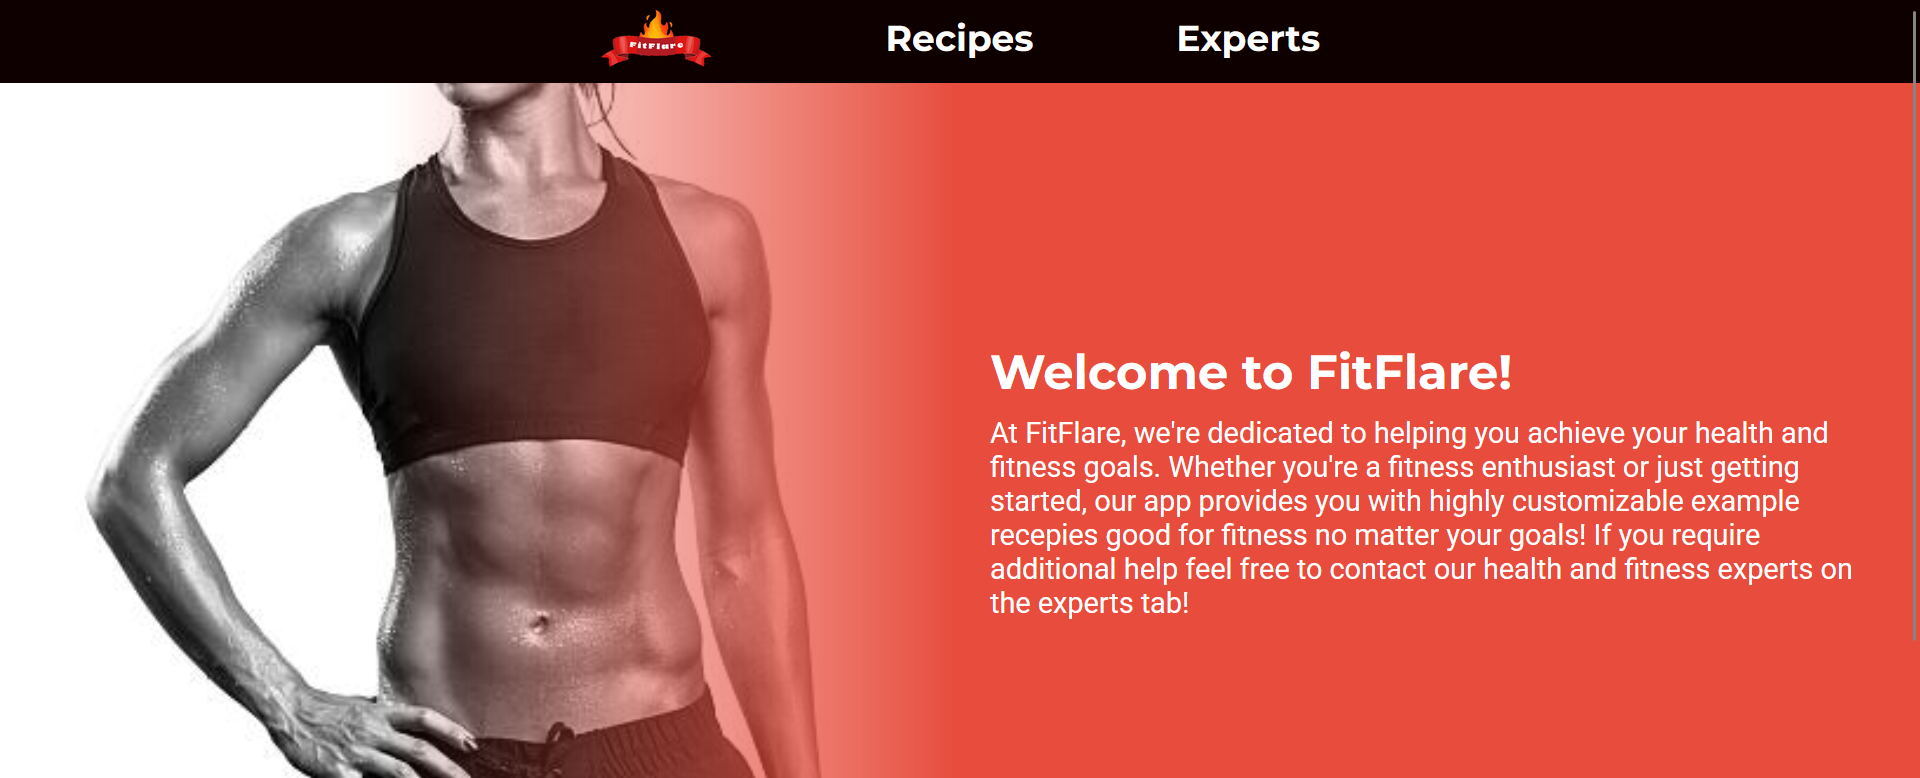 FitFlare
Recipes
Experts
Welcome to FitFlare!
At FitFlare, we're dedicated to helping you achieve your health and
fitness goals. Whether you're a fitness enthusiast or just getting
started, our app provides you with highly customizable example
recepies good for fitness no matter your goals! If you require
additional help feel free to contact our health and fitness experts on
the experts tab!